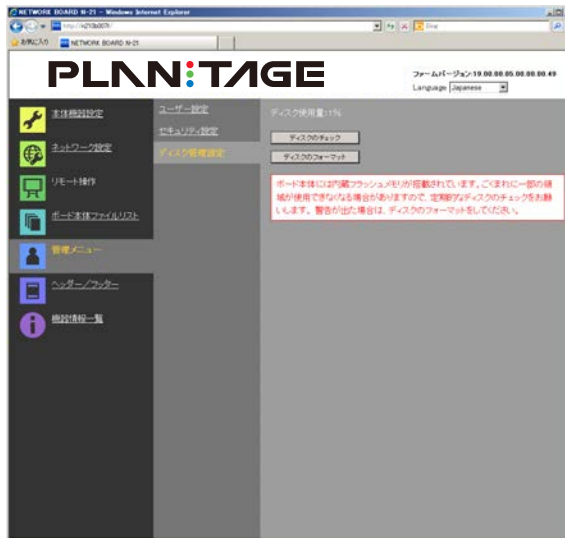 NETWORK BOARD N-21 - Windows Internet Explorer
http://n21bb007f/
Bing
お気に入り
NETWORK BOARD N-21
PLANTAGE
ファームバージョン:19.00.00.05.00.00.00.49
Language Japanese
本体機器設定
ネットワーク設定
リモート操作
ボード本体ファイルリスト
管理メニュー
ヘッダー/フッター
機器情報一覧
ユーザー設定
セキュリティ設定
ディスク管理設定
ディスク使用量:1%
ディスクのチェック
ディスクのフォーマット
ボード本体には内蔵フラッシュメモリが搭載されています。ごくまれに一部の領
域が使用できなくなる場合がありますので、定期的なディスクのチェックをお願
いします。警告が出た場合は、ディスクのフォーマットをしてください。